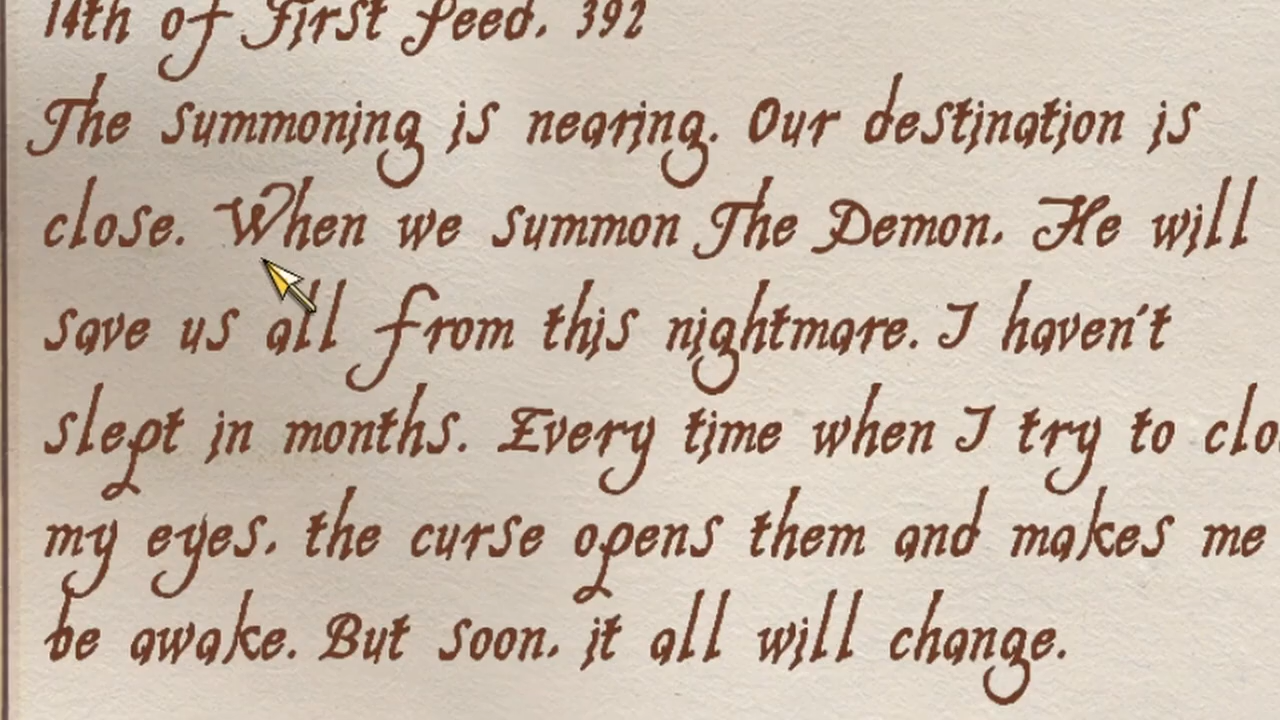 14th of First Seed, 392
The summoning is nearing. Our destination is
close. When we summon The Demon, He will
save us all from this nightmare. I haven't
slept in months. Every time when I try to clo
my eyes, the curse opens them and makes me
be awake. But soon, it all will change.